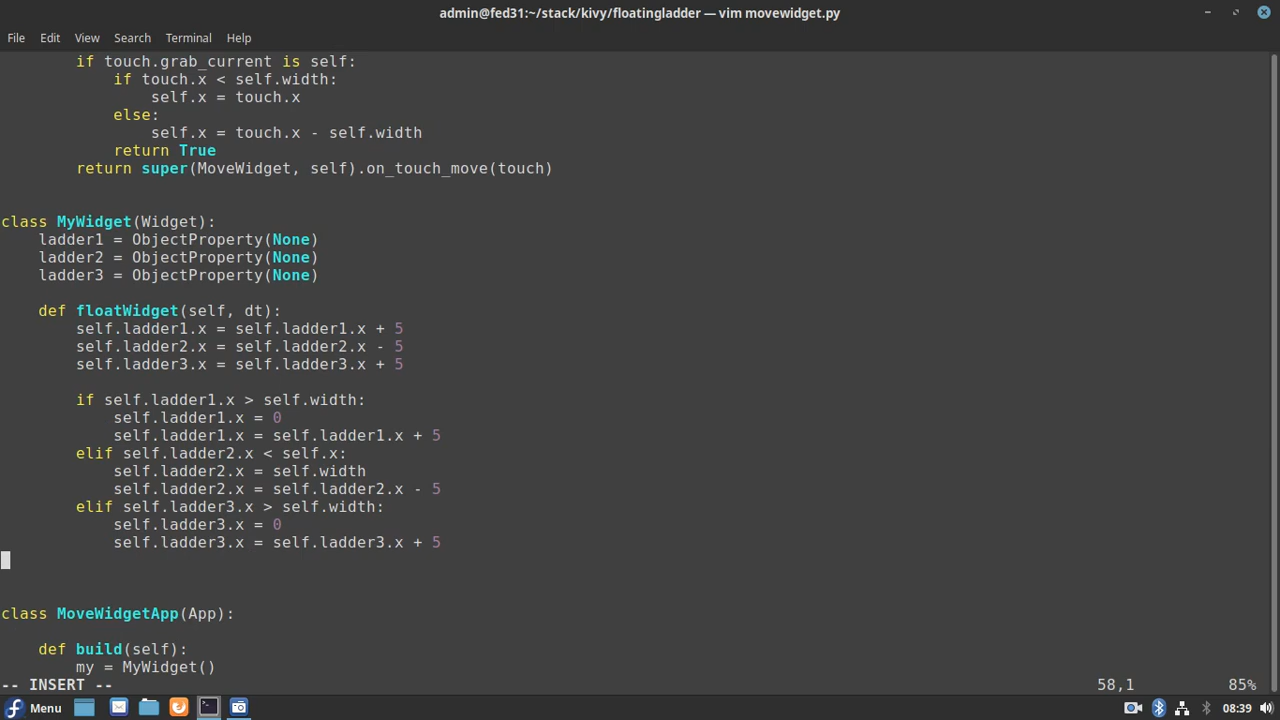 admin@fed31:~/stack/kivy/floatingladder — vim movewidget.py
File Edit View Search Terminal Help
        if touch.grab_current is self:
            if touch.x < self.width:
                self.x = touch.x
            else:
                self.x = touch.x - self.width
            return True
        return super(MoveWidget, self).on_touch_move(touch)
class MyWidget(Widget):
    ladder1 = ObjectProperty(None)
    ladder2 = ObjectProperty(None)
    ladder3 = ObjectProperty(None)
    def floatWidget(self, dt):
        self.ladder1.x = self.ladder1.x + 5
        self.ladder2.x = self.ladder2.x - 5
        self.ladder3.x = self.ladder3.x + 5
        if self.ladder1.x > self.width:
            self.ladder1.x = 0
            self.ladder1.x = self.ladder1.x + 5
        elif self.ladder2.x < self.x:
            self.ladder2.x = self.width
            self.ladder2.x = self.ladder2.x - 5
        elif self.ladder3.x > self.width:
            self.ladder3.x = 0
            self.ladder3.x = self.ladder3.x + 5
class MoveWidgetApp(App):
    def build(self):
        my = MyWidget()
-- INSERT -- 58,1 85%
Menu 08:39